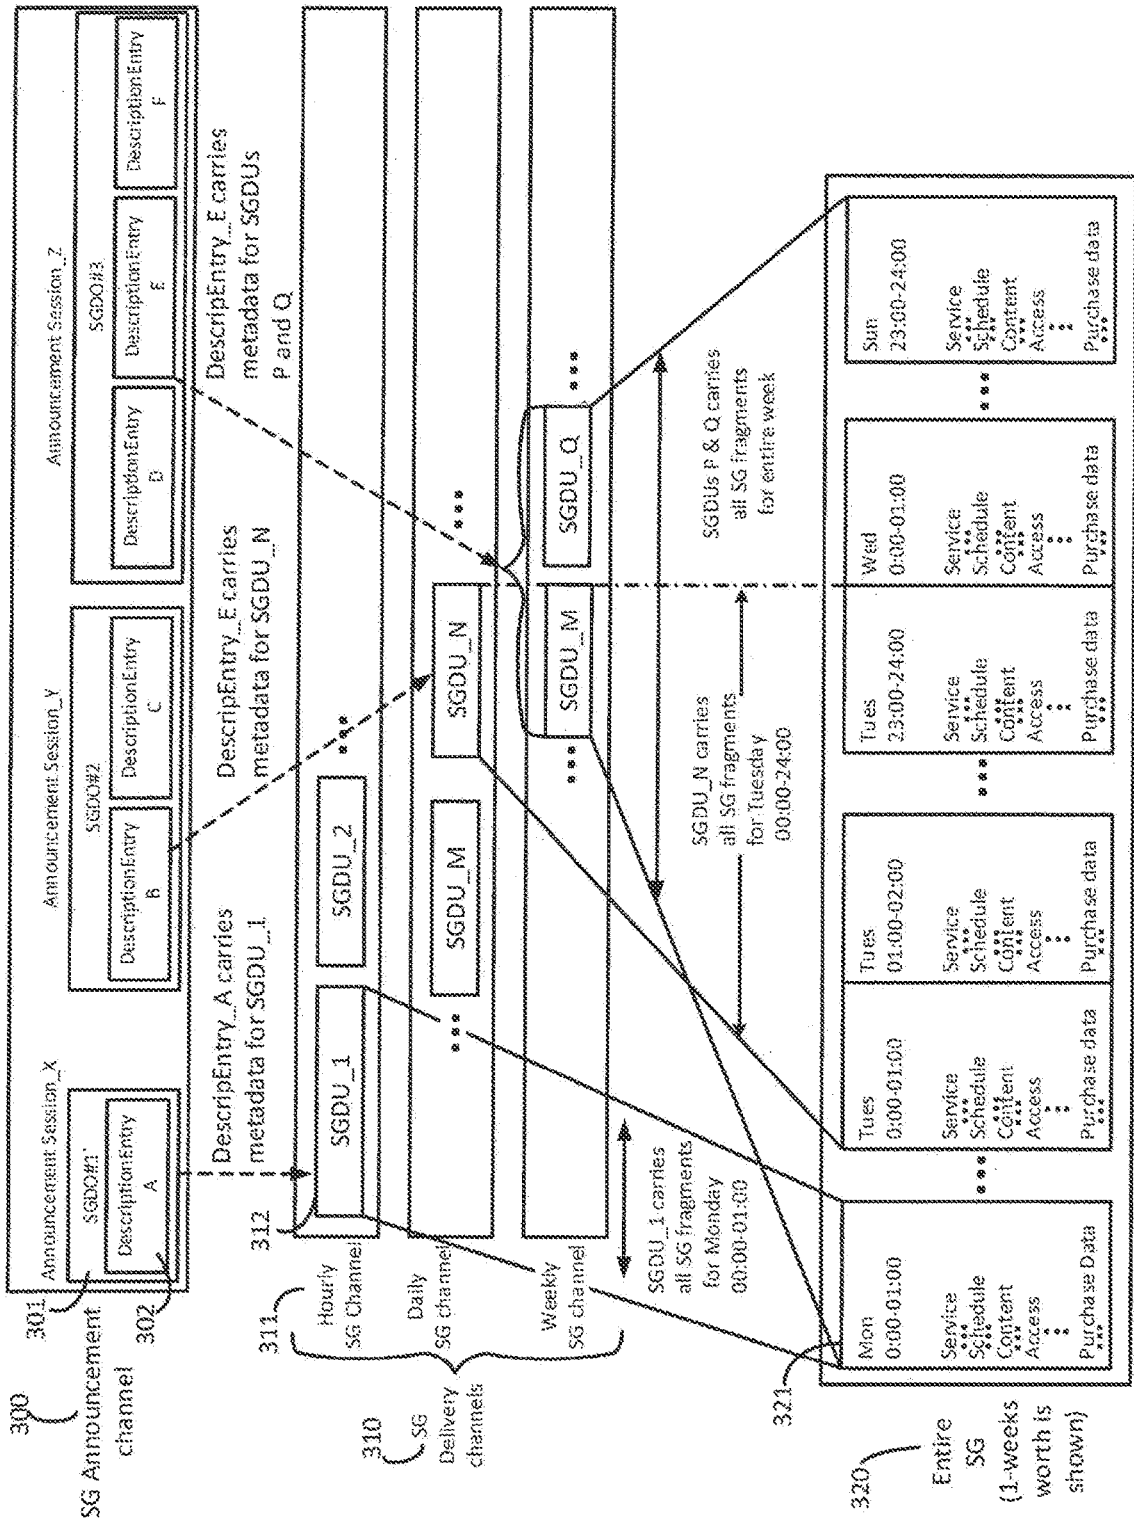 300
SG Announcement
channel
301
302
Announcement Session_X
SGDO#1
DescriptionEntry
A
Announcement Session_Y
SGDO#2
DescriptionEntry
B
DescriptionEntry
C
Announcement Session_Z
SGDO#3
DescriptionEntry
D
DescriptionEntry
E
DescriptionEntry
F
DescripEntry_A carries
metadata for SGDU_1
DescripEntry_E carries
metadata for SGDU_N
DescripEntry_E carries
metadata for SGDUs
P and Q
310
SG
Delivery
channels
311
312
Hourly
SG Channel
SGDU_1
SGDU_2
Daily
SG channel
SGDU_M
SGDU_N
Weekly
SG channel
SGDU_M
SGDU_Q
SGDU_1 carries
all SG fragments
for Monday
00:00-01:00
SGDU_N carries
all SG fragments
for Tuesday
00:00-24:00
SGDUs P & Q carries
all SG fragments
for entire week
320
Entire
SG
(1-weeks
worth is
shown)
321
Mon
0:00-01:00
Service
Schedule
Content
Access
Purchase Data
Tues
0:00-01:00
Service
Schedule
Content
Access
Purchase data
Tues
01:00-02:00
Service
Schedule
Content
Access
Purchase data
Tues
23:00-24:00
Service
Schedule
Content
Access
Purchase data
Wed
0:00-01:00
Service
Schedule
Content
Access
Purchase data
Sun
23:00-24:00
Service
Schedule
Content
Access
Purchase data